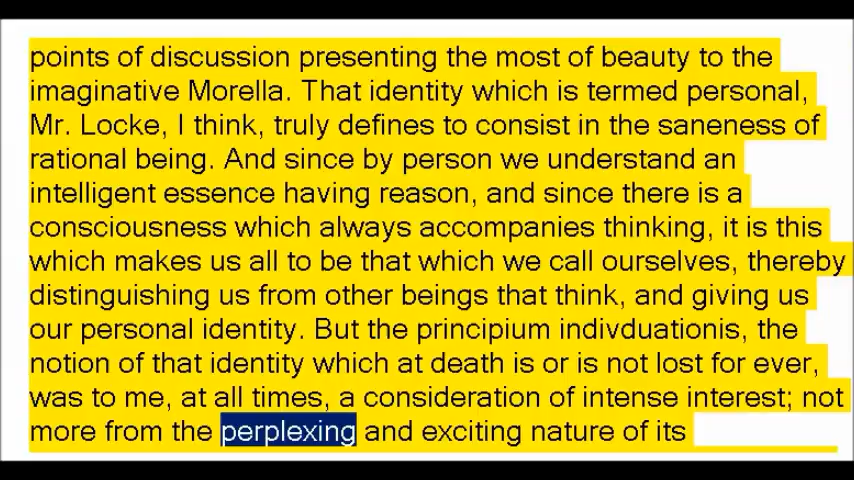 points of discussion presenting the most of beauty to the
imaginative Morella. That identity which is termed personal,
Mr. Locke, I think, truly defines to consist in the saneness of
rational being. And since by person we understand an
intelligent essence having reason, and since there is a
consciousness which always accompanies thinking, it is this
which makes us all to be that which we call ourselves, thereby
distinguishing us from other beings that think, and giving us
our personal identity. But the principium indivduationis, the
notion of that identity which at death is or is not lost for ever,
was to me, at all times, a consideration of intense interest; not
more from the perplexing and exciting nature of its